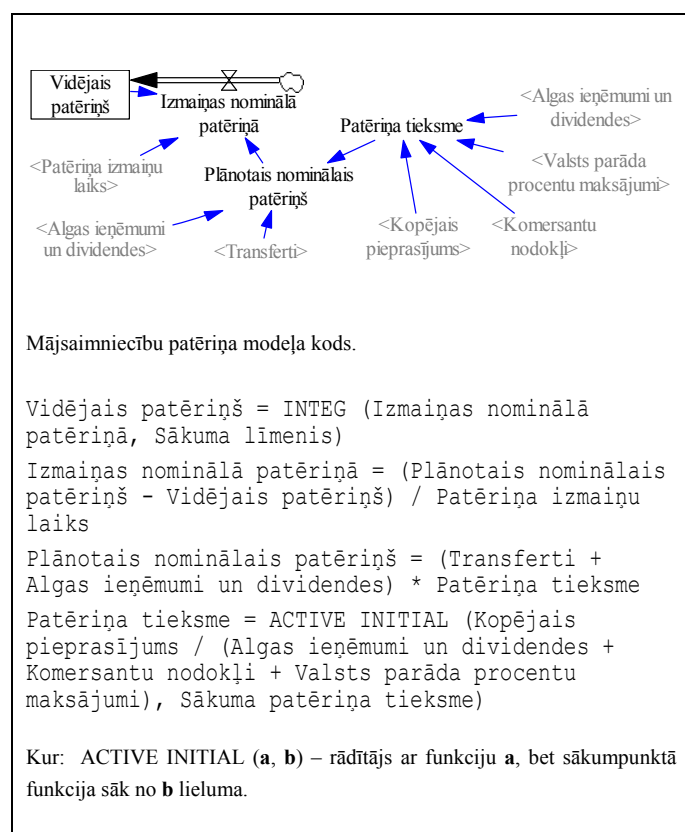 Vidējais
patēriņš
Izmaiņas nominālā
patēriņā
<Patēriņa izmaiņu
laiks>
Plānotais nominālais
patēriņš
<Algas ieņēmumi
un dividendes>
<Transferti>
Patēriņa tieksme
<Algas ieņēmumi un
dividendes>
<Valsts parāda
procentu maksājumi>
<Kopējais
pieprasījums>
<Komersantu
nodokļi>
Mājsaimniecību patēriņa modeļa kods.
Vidējais patēriņš = INTEG (Izmaiņas nominālā
patēriņā, Sākuma līmenis)
Izmaiņas nominālā patēriņā = (Plānotais nominālais
patēriņš - Vidējais patēriņš) / Patēriņa izmaiņu
laiks
Plānotais nominālais patēriņš = (Transferti +
Algas ieņēmumi un dividendes) * Patēriņa tieksme
Patēriņa tieksme = ACTIVE INITIAL (Kopējais
pieprasījums / (Algas ieņēmumi un dividendes +
Komersantu nodokļi + Valsts parāda procentu
maksājumi), Sākuma patēriņa tieksme)
Kur: ACTIVE INITIAL (a, b) – rādītājs ar funkciju a, bet sākumpunktā
funkcija sāk no b lieluma.